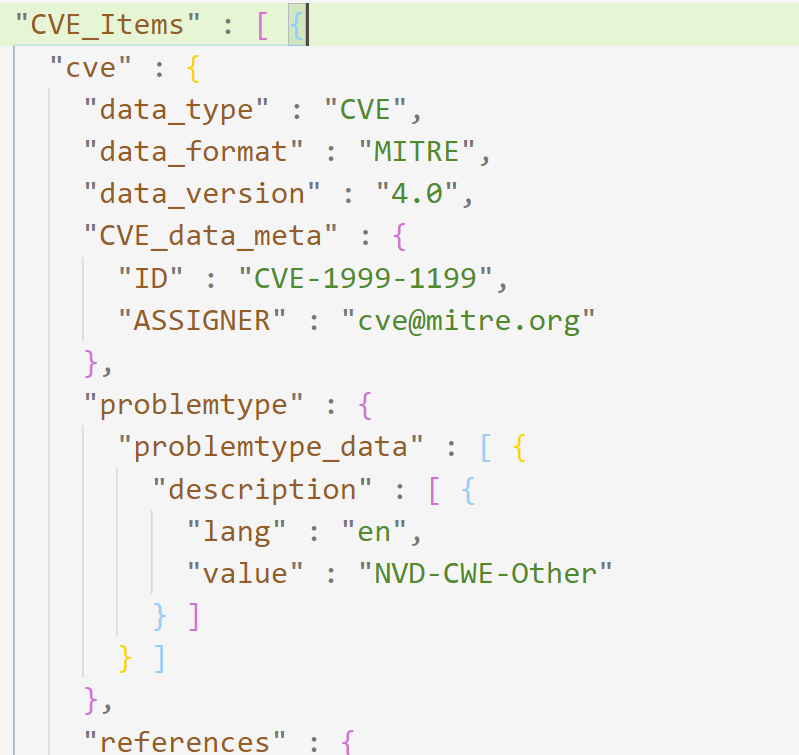 "CVE_Items" : [ {
"cve" : {
"data_type" : "CVE",
"data_format" : "MITRE",
"data_version" : "4.0",
"CVE_data_meta" : {
"ID" : "CVE-1999-1199",
"ASSIGNER" : "cve@mitre.org"
},
"problemtype" : {
"problemtype_data" : [ {
"description" : [ {
"lang" : "en",
"value" : "NVD-CWE-Other"
} ]
} ]
},
"references" : {